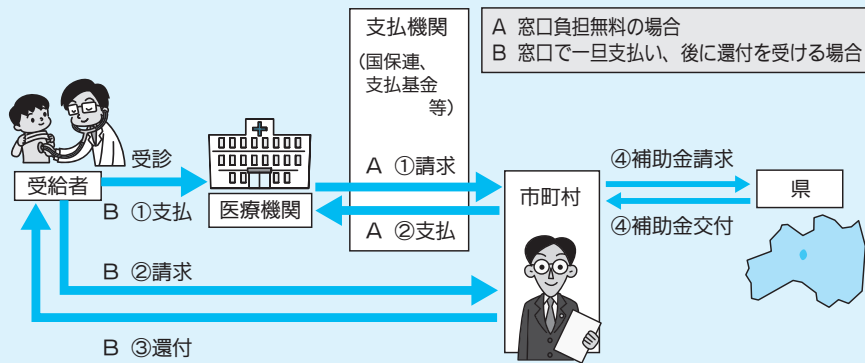 支払機関
(国保連、
支払基金
等)
A 窓口負担無料の場合
B 窓口で一旦支払い、後に還付を受ける場合
受診
受給者
B ①支払
医療機関
A ①請求
A ②支払
市町村
④補助金請求
④補助金交付
県
B ②請求
B ③還付